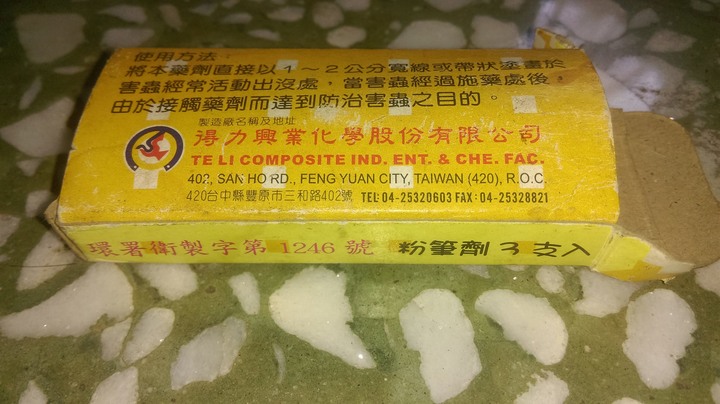 使用方法：
將本藥劑直接以1～2公分寬線或帶狀塗畫於
害蟲經常活動出沒處，當害蟲經過施藥處後，
由於接觸藥劑而達到防治害蟲之目的。
製造廠名稱及地址
得力興業化學股份有限公司
TE LI COMPOSITE IND. ENT. & CHE. FAC.
402, SAN HO RD., FENG YUAN CITY, TAIWAN (420), R.O.C.
420台中縣豐原市三和路402號 TEL:04-25320603 FAX:04-25328821
環署衛製字第 1246 號 粉筆劑3支入